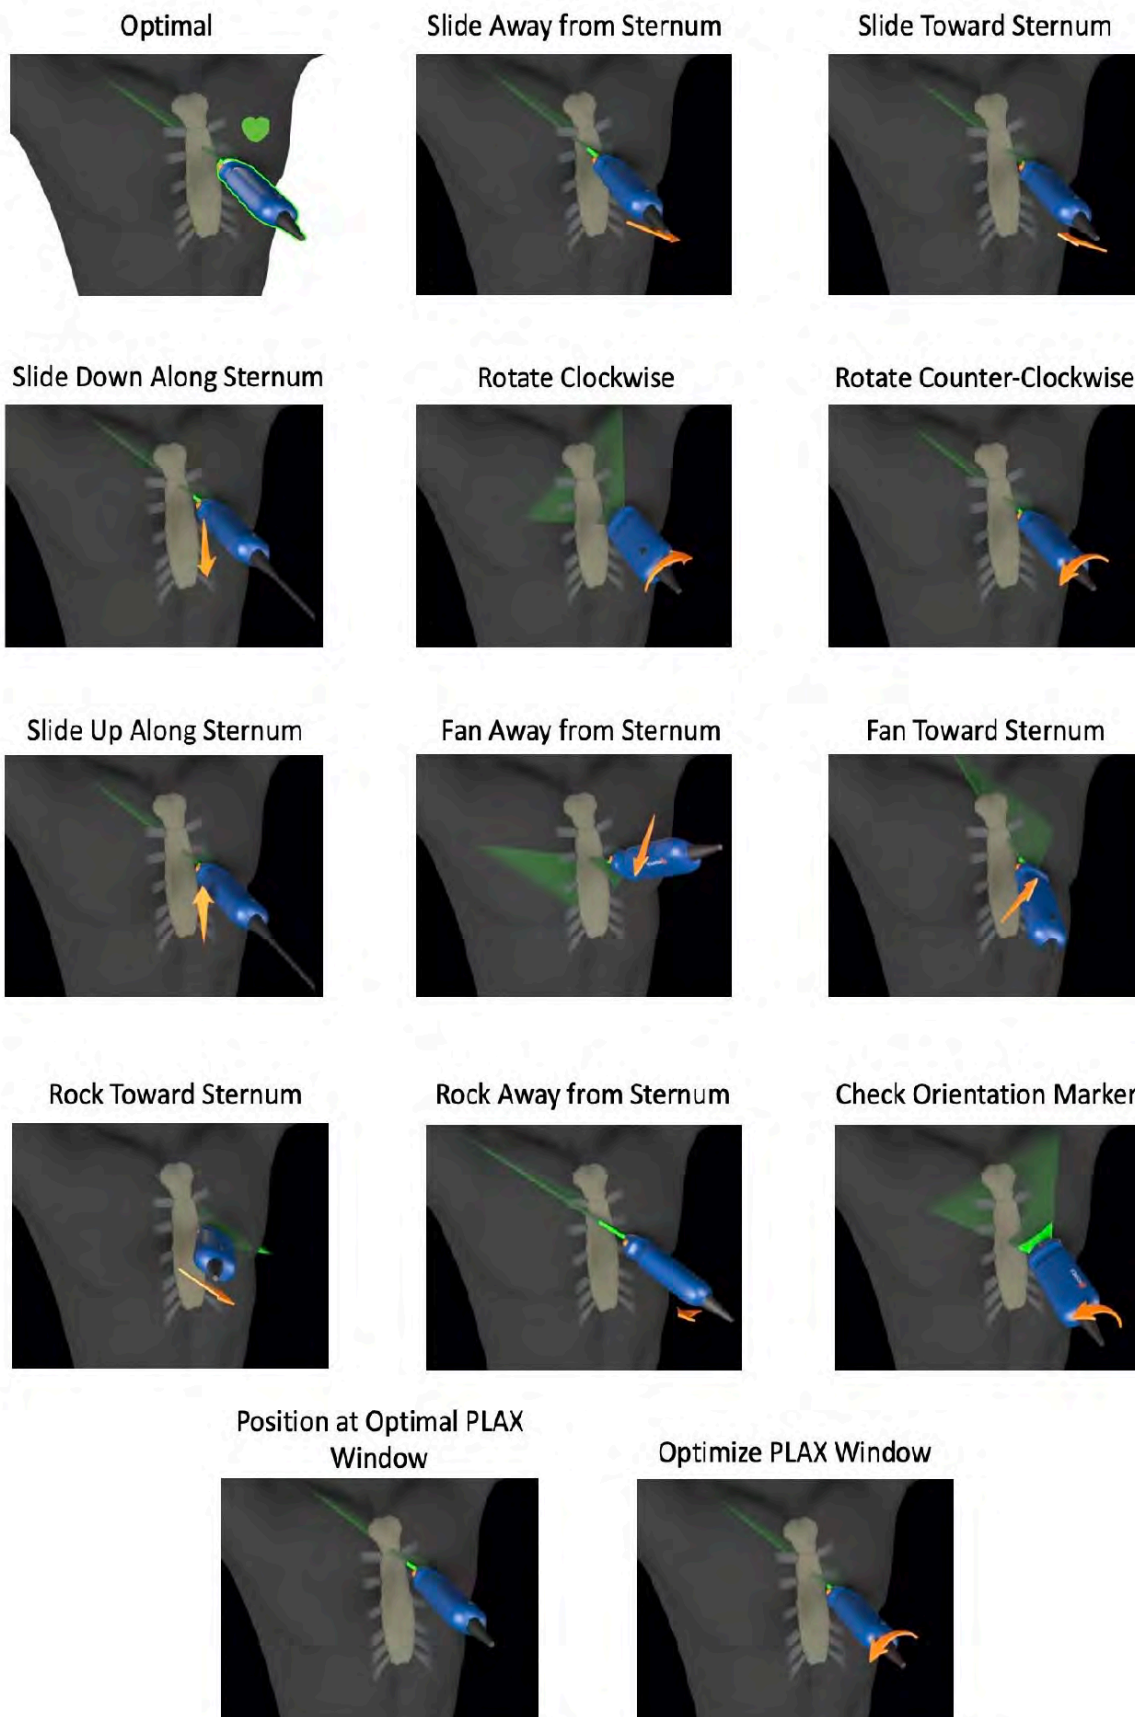 Optimal
Slide Away from Sternum
Slide Toward Sternum
Slide Down Along Sternum
Rotate Clockwise
Rotate Counter-Clockwise
Slide Up Along Sternum
Fan Away from Sternum
Fan Toward Sternum
Rock Toward Sternum
Rock Away from Sternum
Check Orientation Marker
Position at Optimal PLAX
Window
Optimize PLAX Window